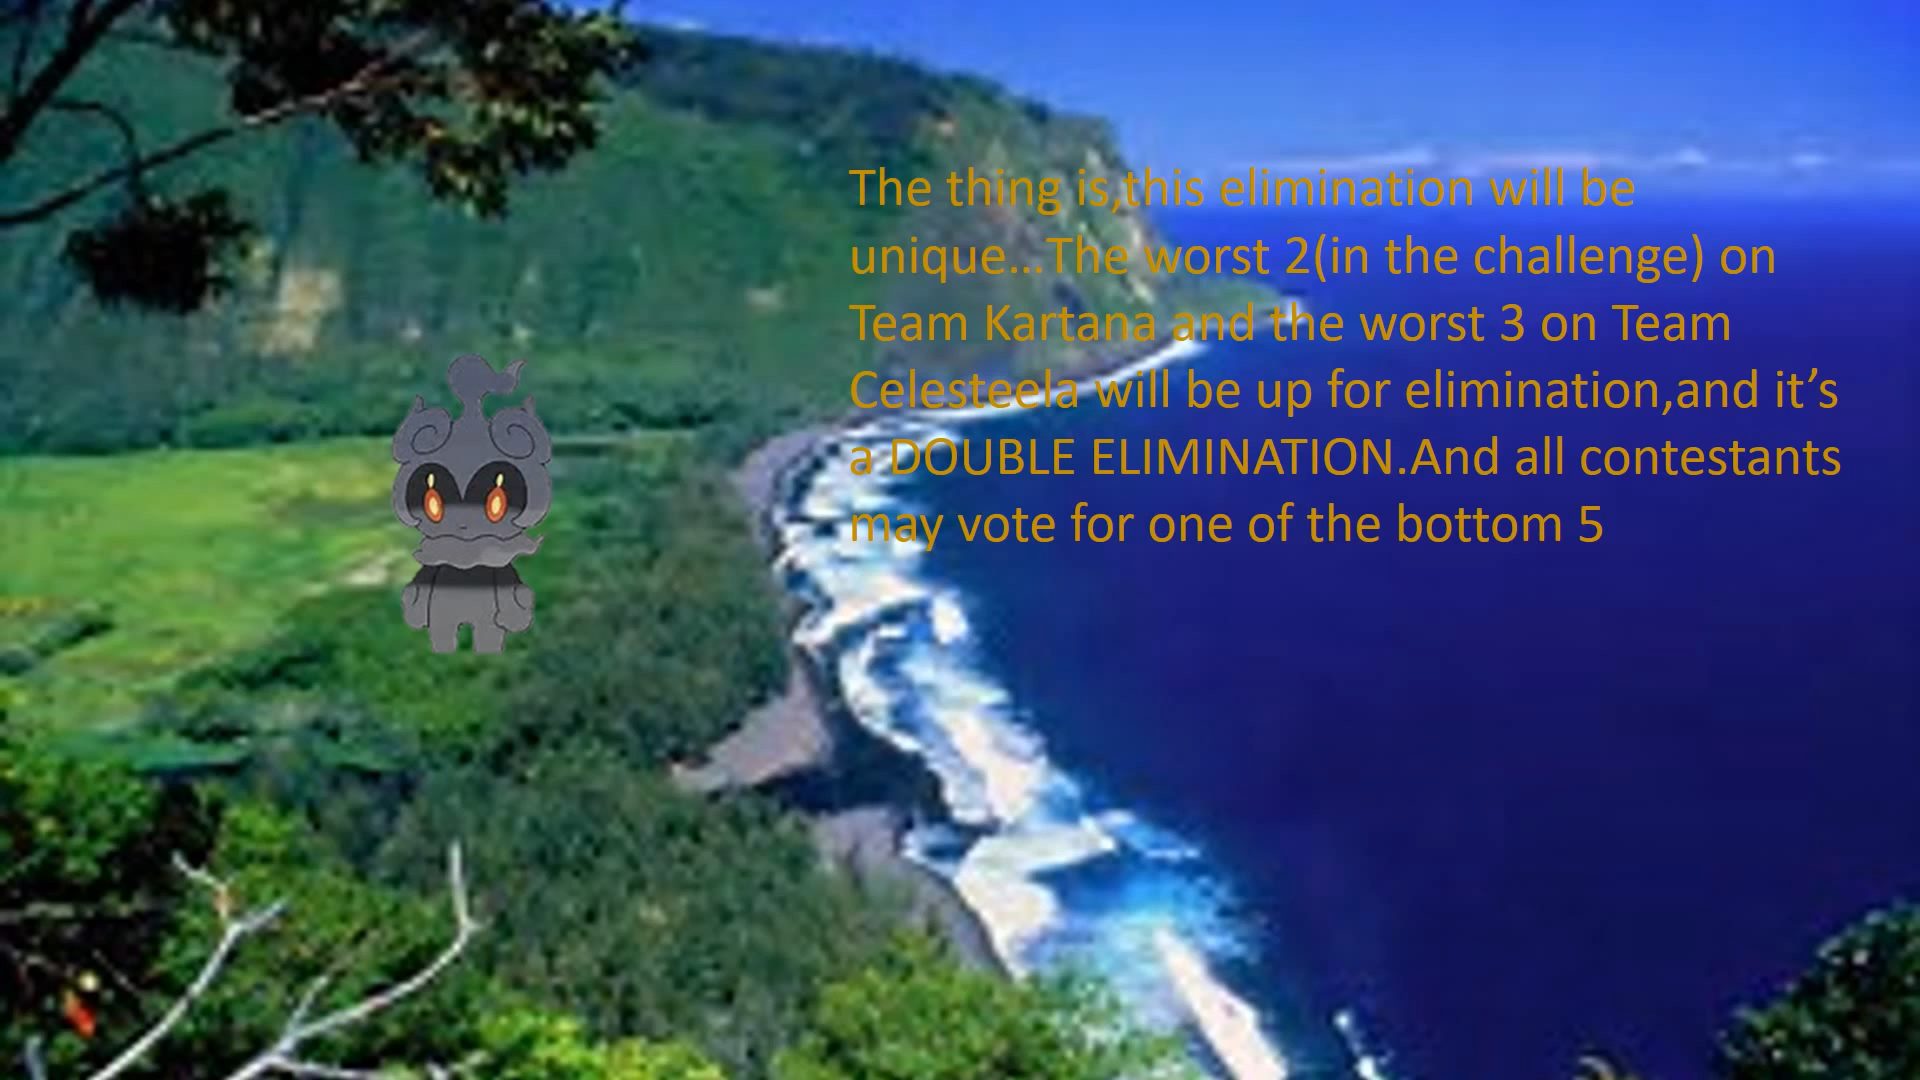 The thing is,this elimination will be
unique…The worst 2(in the challenge) on
Team Kartana and the worst 3 on Team
Celesteela will be up for elimination,and it’s
a DOUBLE ELIMINATION.And all contestants
may vote for one of the bottom 5